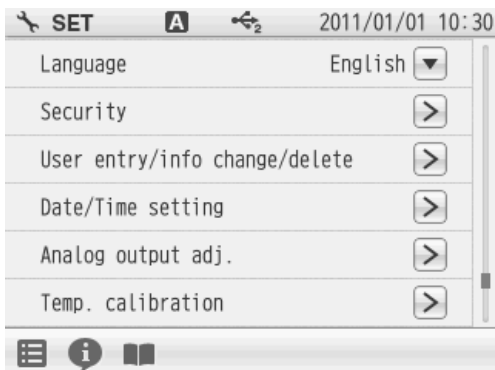 SET A 2 2011/01/01 10:30
Language English
Security
User entry/info change/delete
Date/Time setting
Analog output adj.
Temp. calibration